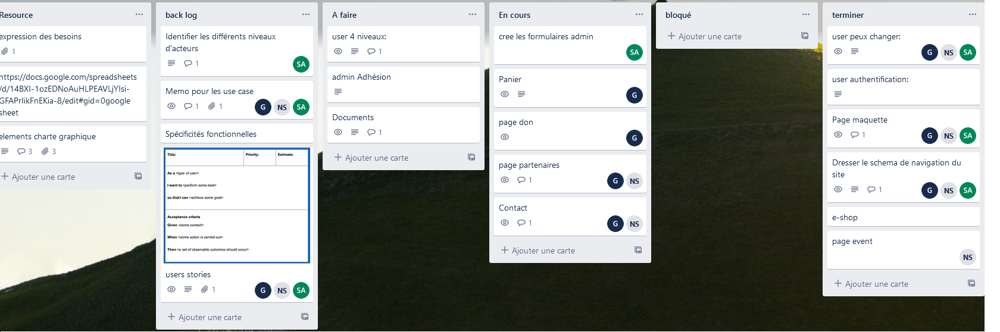 Resource
expression des besoins
1
https://docs.google.com/spreadsheets
/d/14BXI-1ozEDNoAuHLPEAVLjYIsi-
GFAPrIikFnEKia-8/edit#gid=0google
sheet
elements charte graphique
3 3
+ Ajouter une carte
back log
Identifier les différents niveaux
d'acteurs
1 SA
Memo pour les use case
1 1 G NS SA
Spécificités fonctionnelles
Title: Priority: Estimate:
As a <type of user>
I want to <perform some task>
so that I can <achieve some goal>
Acceptance criteria
Given <some context>
When <some action is carried out>
Then <a set of observable outcomes should occur>
users stories
1 G NS SA
+ Ajouter une carte
A faire
user 4 niveaux:
1
admin Adhésion
Documents
1
+ Ajouter une carte
En cours
cree les formulaires admin
SA
Panier
G
page don
G
page partenaires
1 G NS
Contact
1 G NS
+ Ajouter une carte
bloqué
+ Ajouter une carte
terminer
user peux changer:
G NS SA
user authentification:
Page maquette
1 G NS SA
Dresser le schema de navigation du
site
1 G NS SA
e-shop
page event
NS
+ Ajouter une carte